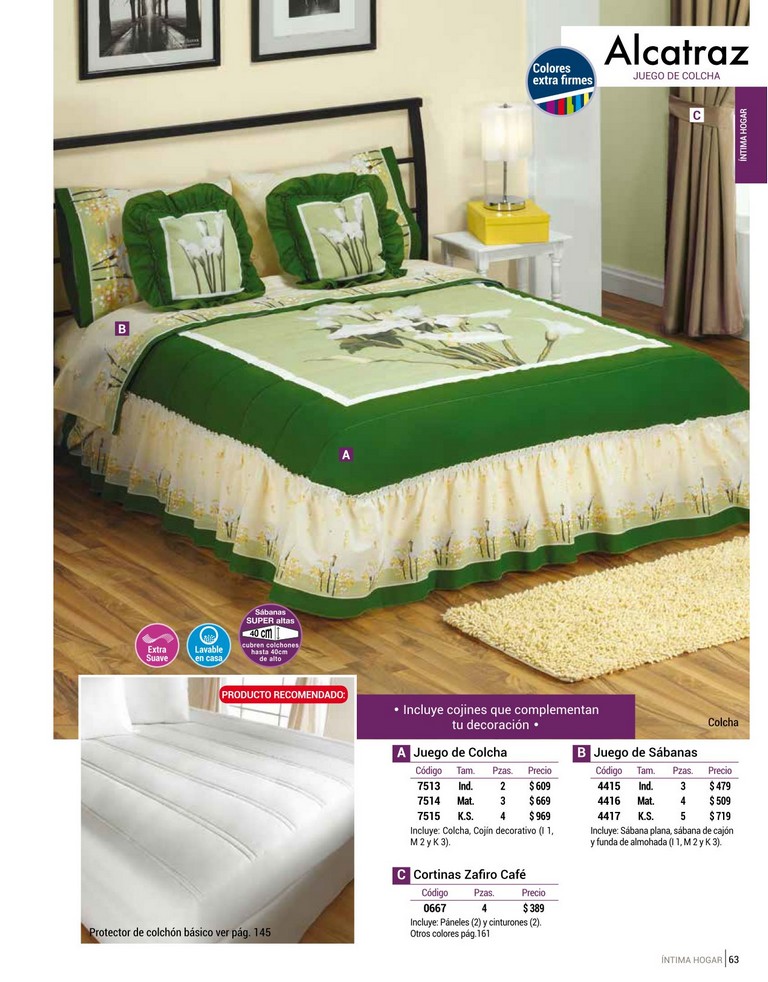 Alcatraz
JUEGO DE COLCHA
Colores
extra firmes
C
ÍNTIMA HOGAR
B
A
Extra
Suave
Lavable
en casa
Sábanas
SUPER altas
40 cm
cubren colchones
hasta 40cm
de alto
PRODUCTO RECOMENDADO:
• Incluye cojines que complementan
tu decoración •
Colcha
Protector de colchón básico ver pág. 145
A Juego de Colcha
Código Tam. Pzas. Precio
7513 Ind. 2 $ 609
7514 Mat. 3 $ 669
7515 K.S. 4 $ 969
Incluye: Colcha, Cojín decorativo (I 1,
M 2 y K 3).
B Juego de Sábanas
Código Tam. Pzas. Precio
4415 Ind. 3 $ 479
4416 Mat. 4 $ 509
4417 K.S. 5 $ 719
Incluye: Sábana plana, sábana de cajón
y funda de almohada (I 1, M 2 y K 3).
C Cortinas Zafiro Café
Código Pzas. Precio
0667 4 $ 389
Incluye: Páneles (2) y cinturones (2).
Otros colores pág.161
ÍNTIMA HOGAR 63